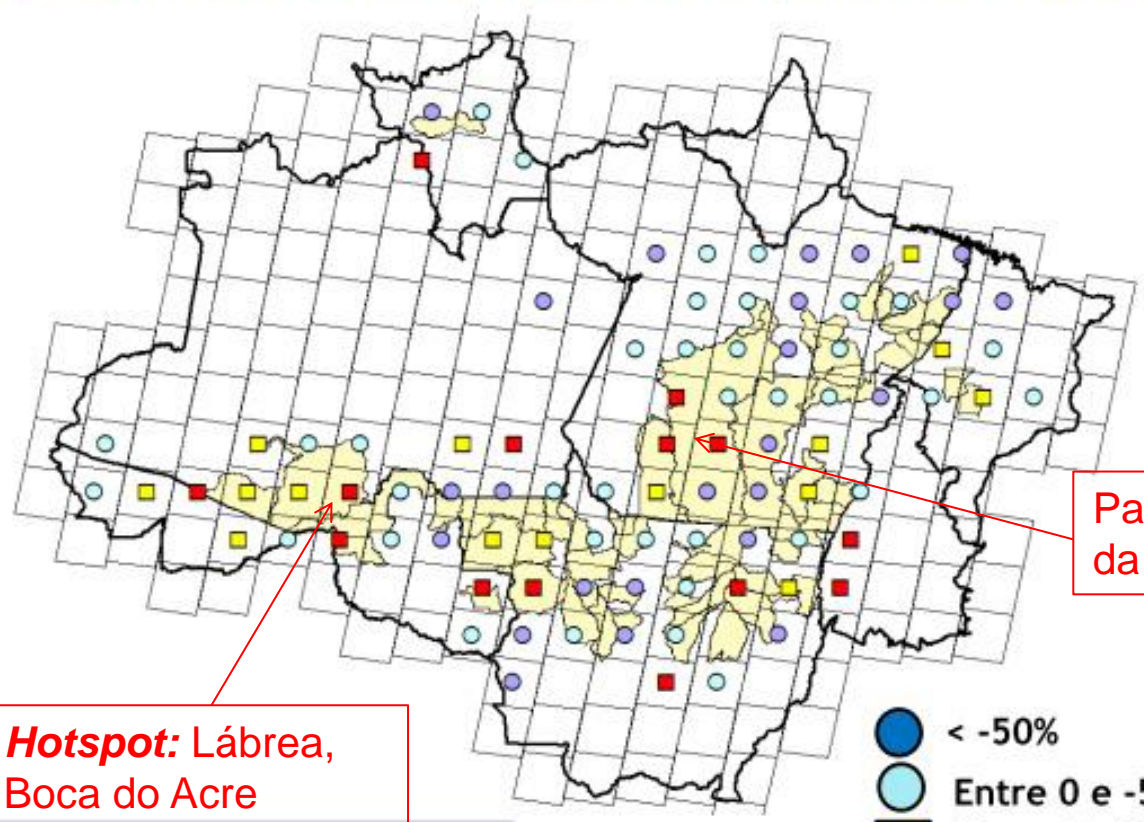 Pa
da
Hotspot: Lábrea,
Boca do Acre
< -50%
Entre 0 e -5